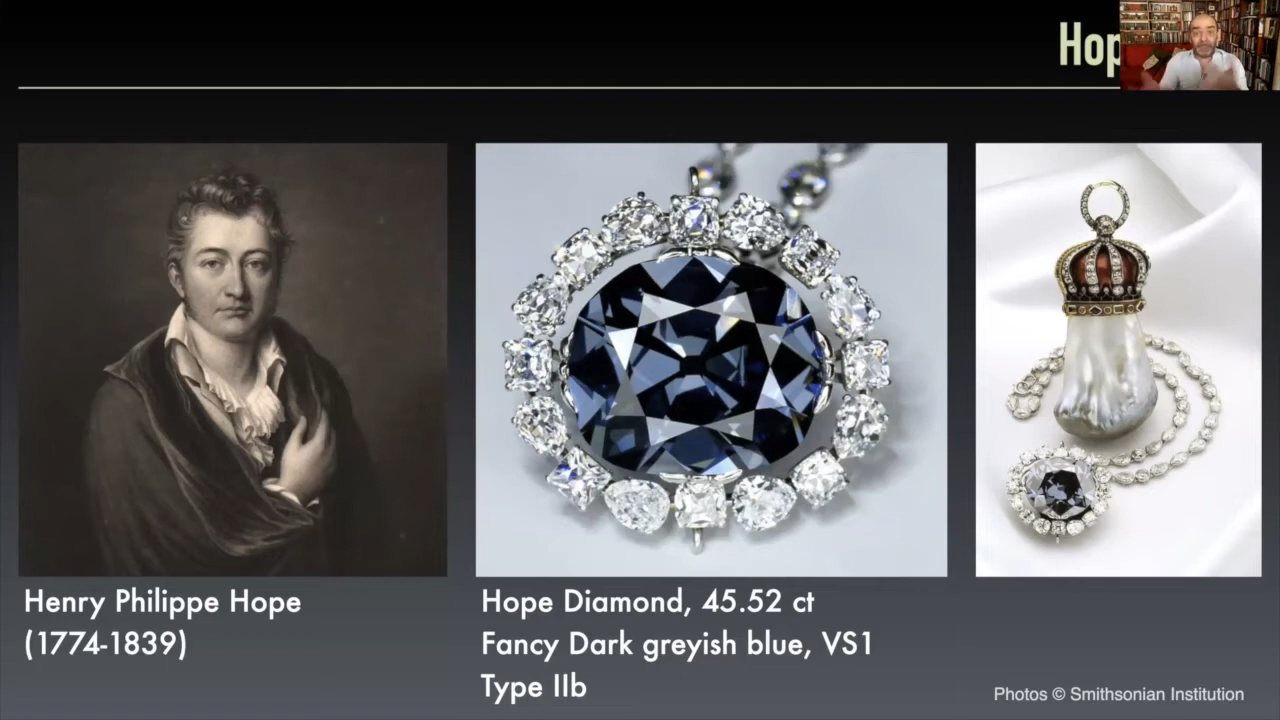 Hop
Henry Philippe Hope
(1774-1839)
Hope Diamond, 45.52 ct
Fancy Dark greyish blue, VS1
Type IIb
Photos © Smithsonian Institution